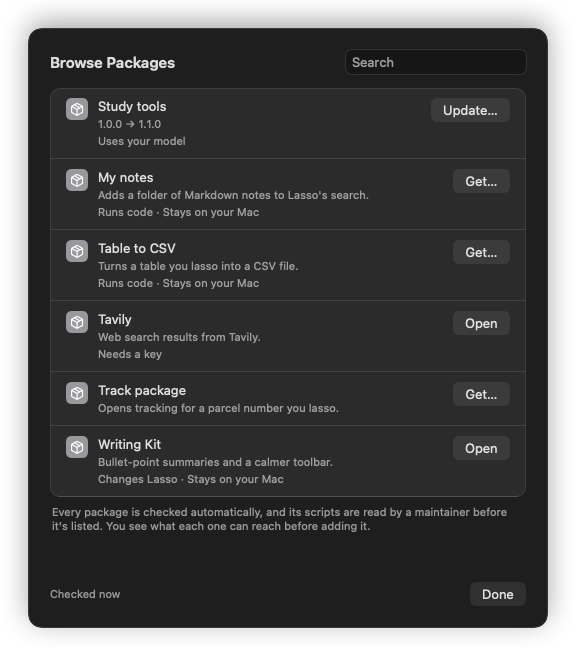 Browse Packages
Search
Study tools
Update...
1.0.0 → 1.1.0
Uses your model
My notes
Get...
Adds a folder of Markdown notes to Lasso's search.
Runs code · Stays on your Mac
Table to CSV
Get...
Turns a table you lasso into a CSV file.
Runs code · Stays on your Mac
Tavily
Open
Web search results from Tavily.
Needs a key
Track package
Get...
Opens tracking for a parcel number you lasso.
Writing Kit
Open
Bullet-point summaries and a calmer toolbar.
Changes Lasso · Stays on your Mac
Every package is checked automatically, and its scripts are read by a maintainer before
it's listed. You see what each one can reach before adding it.
Checked now
Done